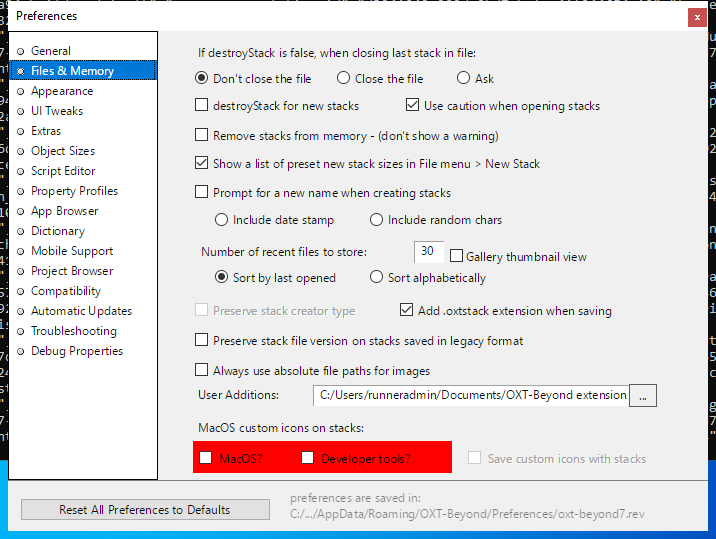 Preferences
x
General
Files & Memory
Appearance
UI Tweaks
Extras
Object Sizes
Script Editor
Property Profiles
App Browser
Dictionary
Mobile Support
Project Browser
Compatibility
Automatic Updates
Troubleshooting
Debug Properties
If destroyStack is false, when closing last stack in file:
Don't close the file Close the file Ask
destroyStack for new stacks Use caution when opening stacks
Remove stacks from memory - (don't show a warning)
Show a list of preset new stack sizes in File menu > New Stack
Prompt for a new name when creating stacks
Include date stamp Include random chars
Number of recent files to store: 30 Gallery thumbnail view
Sort by last opened Sort alphabetically
Preserve stack creator type Add .oxtstack extension when saving
Preserve stack file version on stacks saved in legacy format
Always use absolute file paths for images
User Additions: C:/Users/runneradmin/Documents/OXT-Beyond extension ...
MacOS custom icons on stacks:
MacOS? Developer tools? Save custom icons with stacks
Reset All Preferences to Defaults
preferences are saved in:
C:/.../AppData/Roaming/OXT-Beyond/Preferences/oxt-beyond7.rev